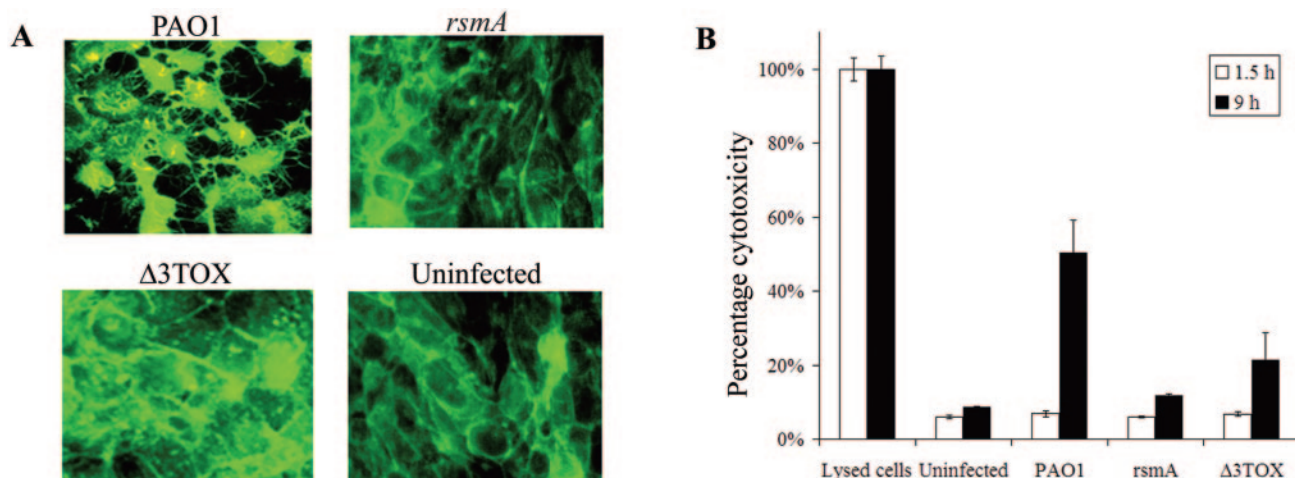 A
PAO1
rsmA
Δ3TOX
Uninfected
B
Percentage cytotoxicity
100%
80%
60%
40%
20%
0%
1.5 h
9 h
Lysed cells
Uninfected
PAO1
rsmA
Δ3TOX